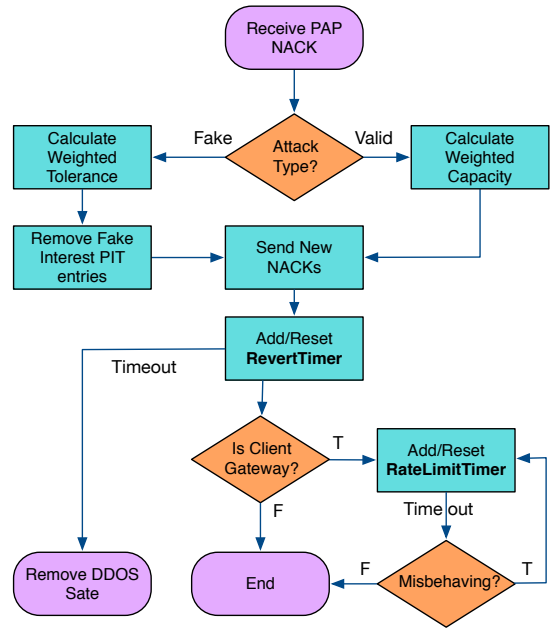 Receive PAP
NACK
Fake
Attack
Type?
Valid
Calculate
Weighted
Tolerance
Calculate
Weighted
Capacity
Remove Fake
Interest PIT
entries
Send New
NACKs
Add/Reset
RevertTimer
Timeout
Is Client
Gateway?
T
Add/Reset
RateLimitTimer
F
Time out
Remove DDOS
Sate
End
F
Misbehaving?
T